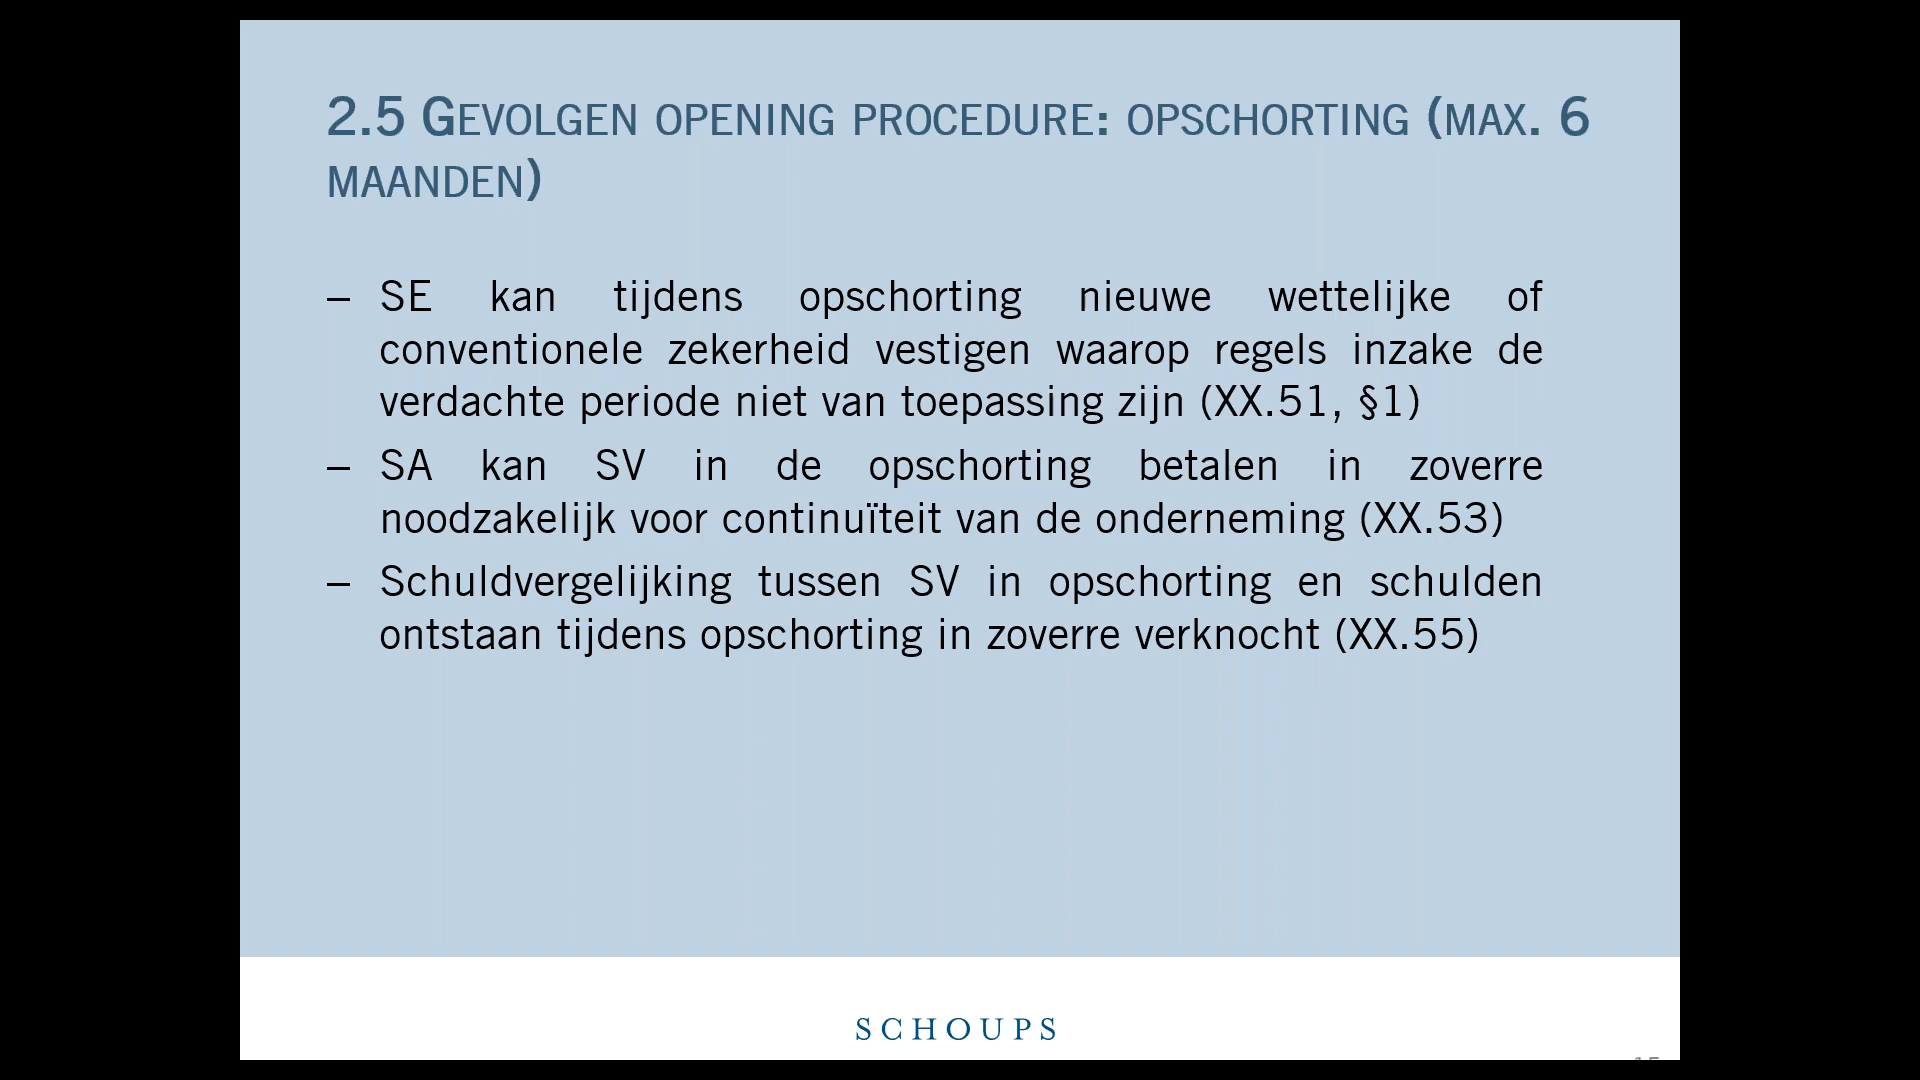 2.5 Gevolgen opening procedure: opschorting (max. 6
maanden)
– SE kan tijdens opschorting nieuwe wettelijke of
conventionele zekerheid vestigen waarop regels inzake de
verdachte periode niet van toepassing zijn (XX.51, §1)
– SA kan SV in de opschorting betalen in zoverre
noodzakelijk voor continuïteit van de onderneming (XX.53)
– Schuldvergelijking tussen SV in opschorting en schulden
ontstaan tijdens opschorting in zoverre verknocht (XX.55)
SCHOUPS